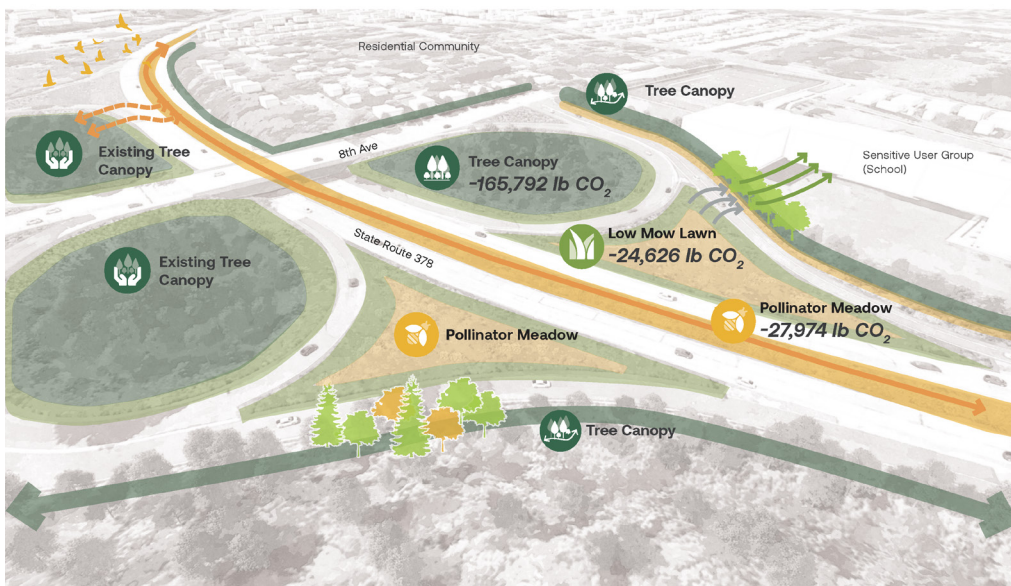 Residential Community
Tree Canopy
Existing Tree
Canopy
8th Ave
Tree Canopy
-165,792 lb CO2
Sensitive User Group
(School)
Low Mow Lawn
-24,626 lb CO2
State Route 378
Existing Tree
Canopy
Pollinator Meadow
-27,974 lb CO2
Pollinator Meadow
Tree Canopy